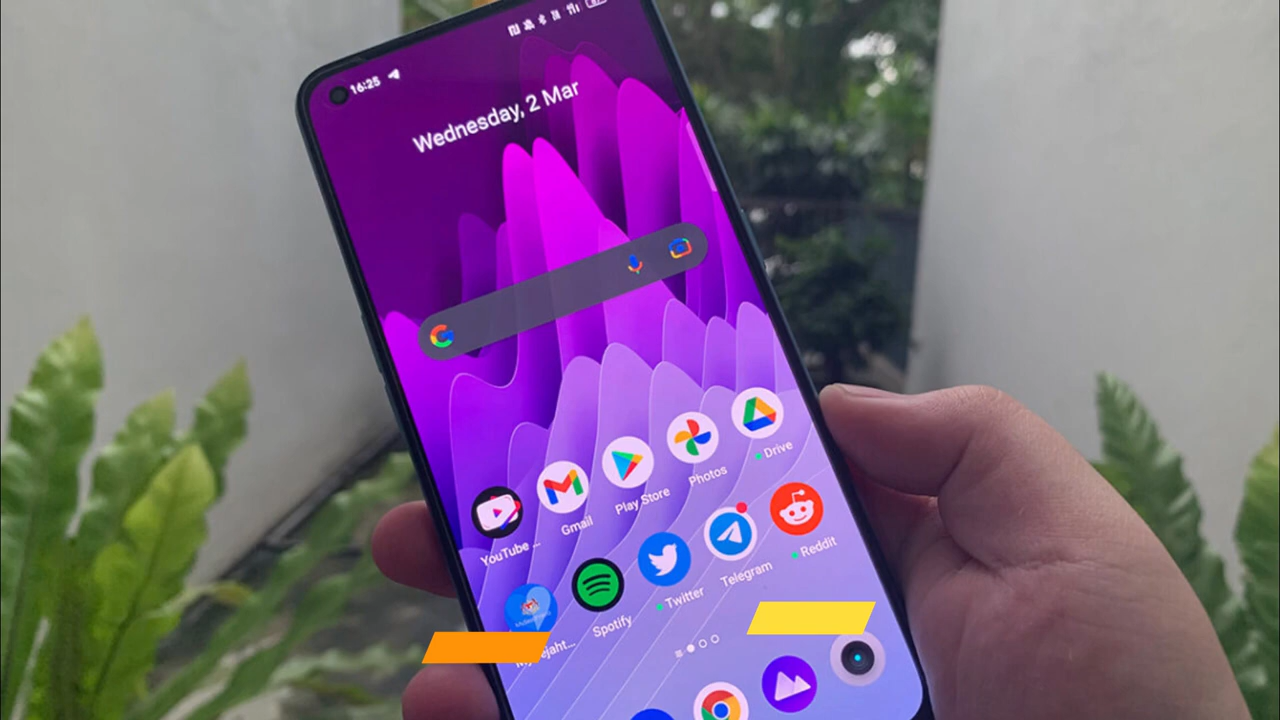 16:25
Wednesday, 2 Mar
YouTube ...
Gmail
Play Store
Photos
Drive
Spotify
Twitter
Telegram
Reddit